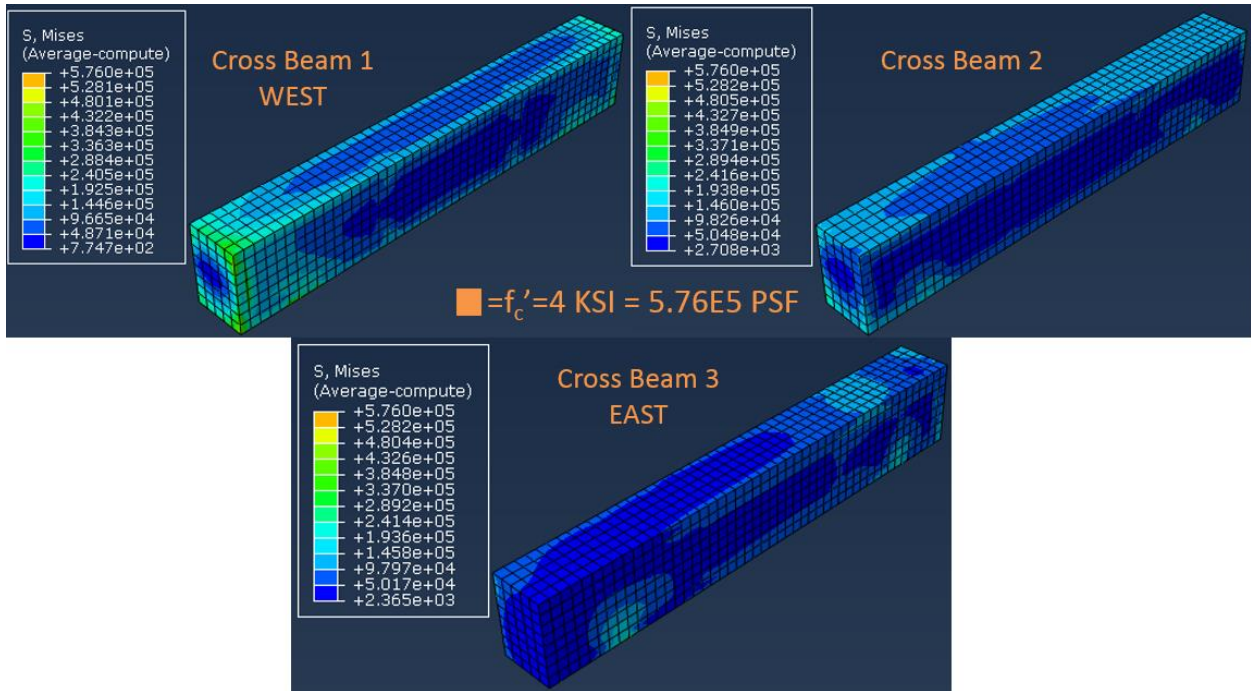 S, Mises
(Average-compute)
+5.760e+05
+5.281e+05
+4.801e+05
+4.322e+05
+3.843e+05
+3.363e+05
+2.884e+05
+2.405e+05
+1.925e+05
+1.446e+05
+9.665e+04
+4.871e+04
+7.747e+02
Cross Beam 1
WEST
S, Mises
(Average-compute)
+5.760e+05
+5.282e+05
+4.805e+05
+4.327e+05
+3.849e+05
+3.371e+05
+2.894e+05
+2.416e+05
+1.938e+05
+1.460e+05
+9.826e+04
+5.048e+04
+2.708e+03
Cross Beam 2
=fc’=4 KSI = 5.76E5 PSF
S, Mises
(Average-compute)
+5.760e+05
+5.282e+05
+4.804e+05
+4.326e+05
+3.848e+05
+3.370e+05
+2.892e+05
+2.414e+05
+1.936e+05
+1.458e+05
+9.797e+04
+5.017e+04
+2.365e+03
Cross Beam 3
EAST